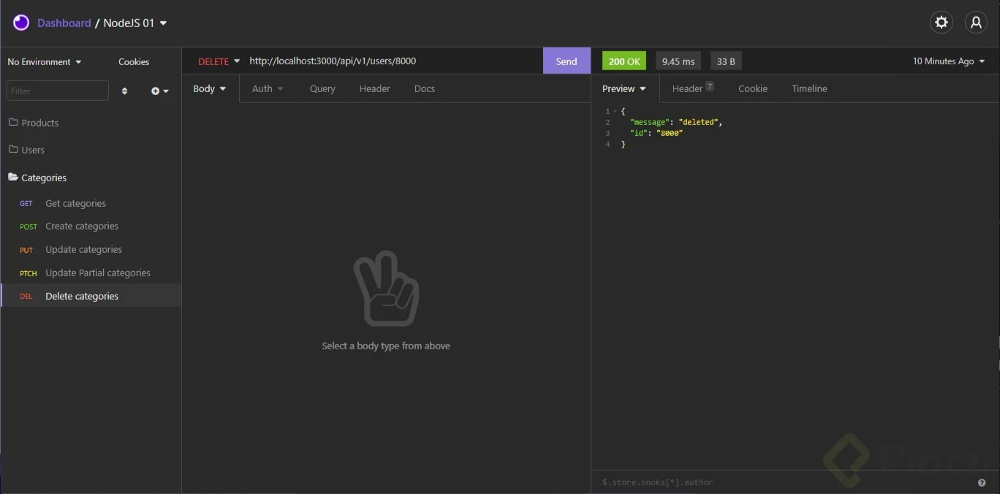 Dashboard / NodeJS 01
No Environment
Cookies
Filter
Products
Users
Categories
GET Get categories
POST Create categories
PUT Update categories
PTCH Update Partial categories
DEL Delete categories
DELETE http://localhost:3000/api/v1/users/8000 Send
Body Auth Query Header Docs
Select a body type from above
200 OK 9.45 ms 33 B 10 Minutes Ago
Preview Header 7 Cookie Timeline
1 {
2 "message": "deleted",
3 "id": "8000"
4 }
$.store.books[*].author
Platzi